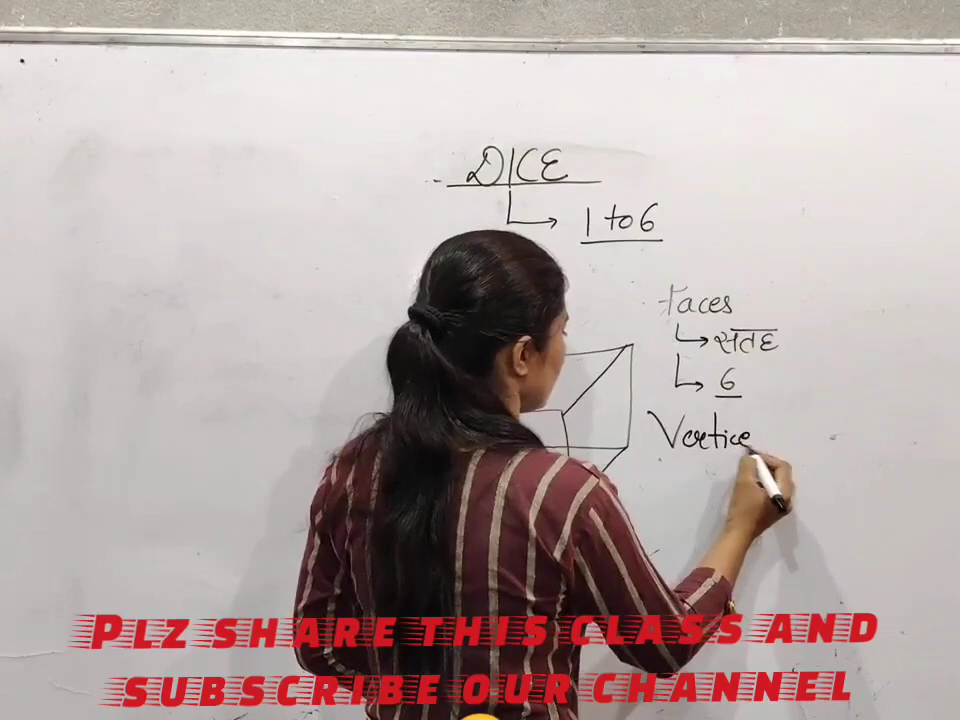 DICE
1 to 6
Faces
सतह
6
Vertice
PLZ SHARE THIS CLASS AND
SUBSCRIBE OUR CHANNEL